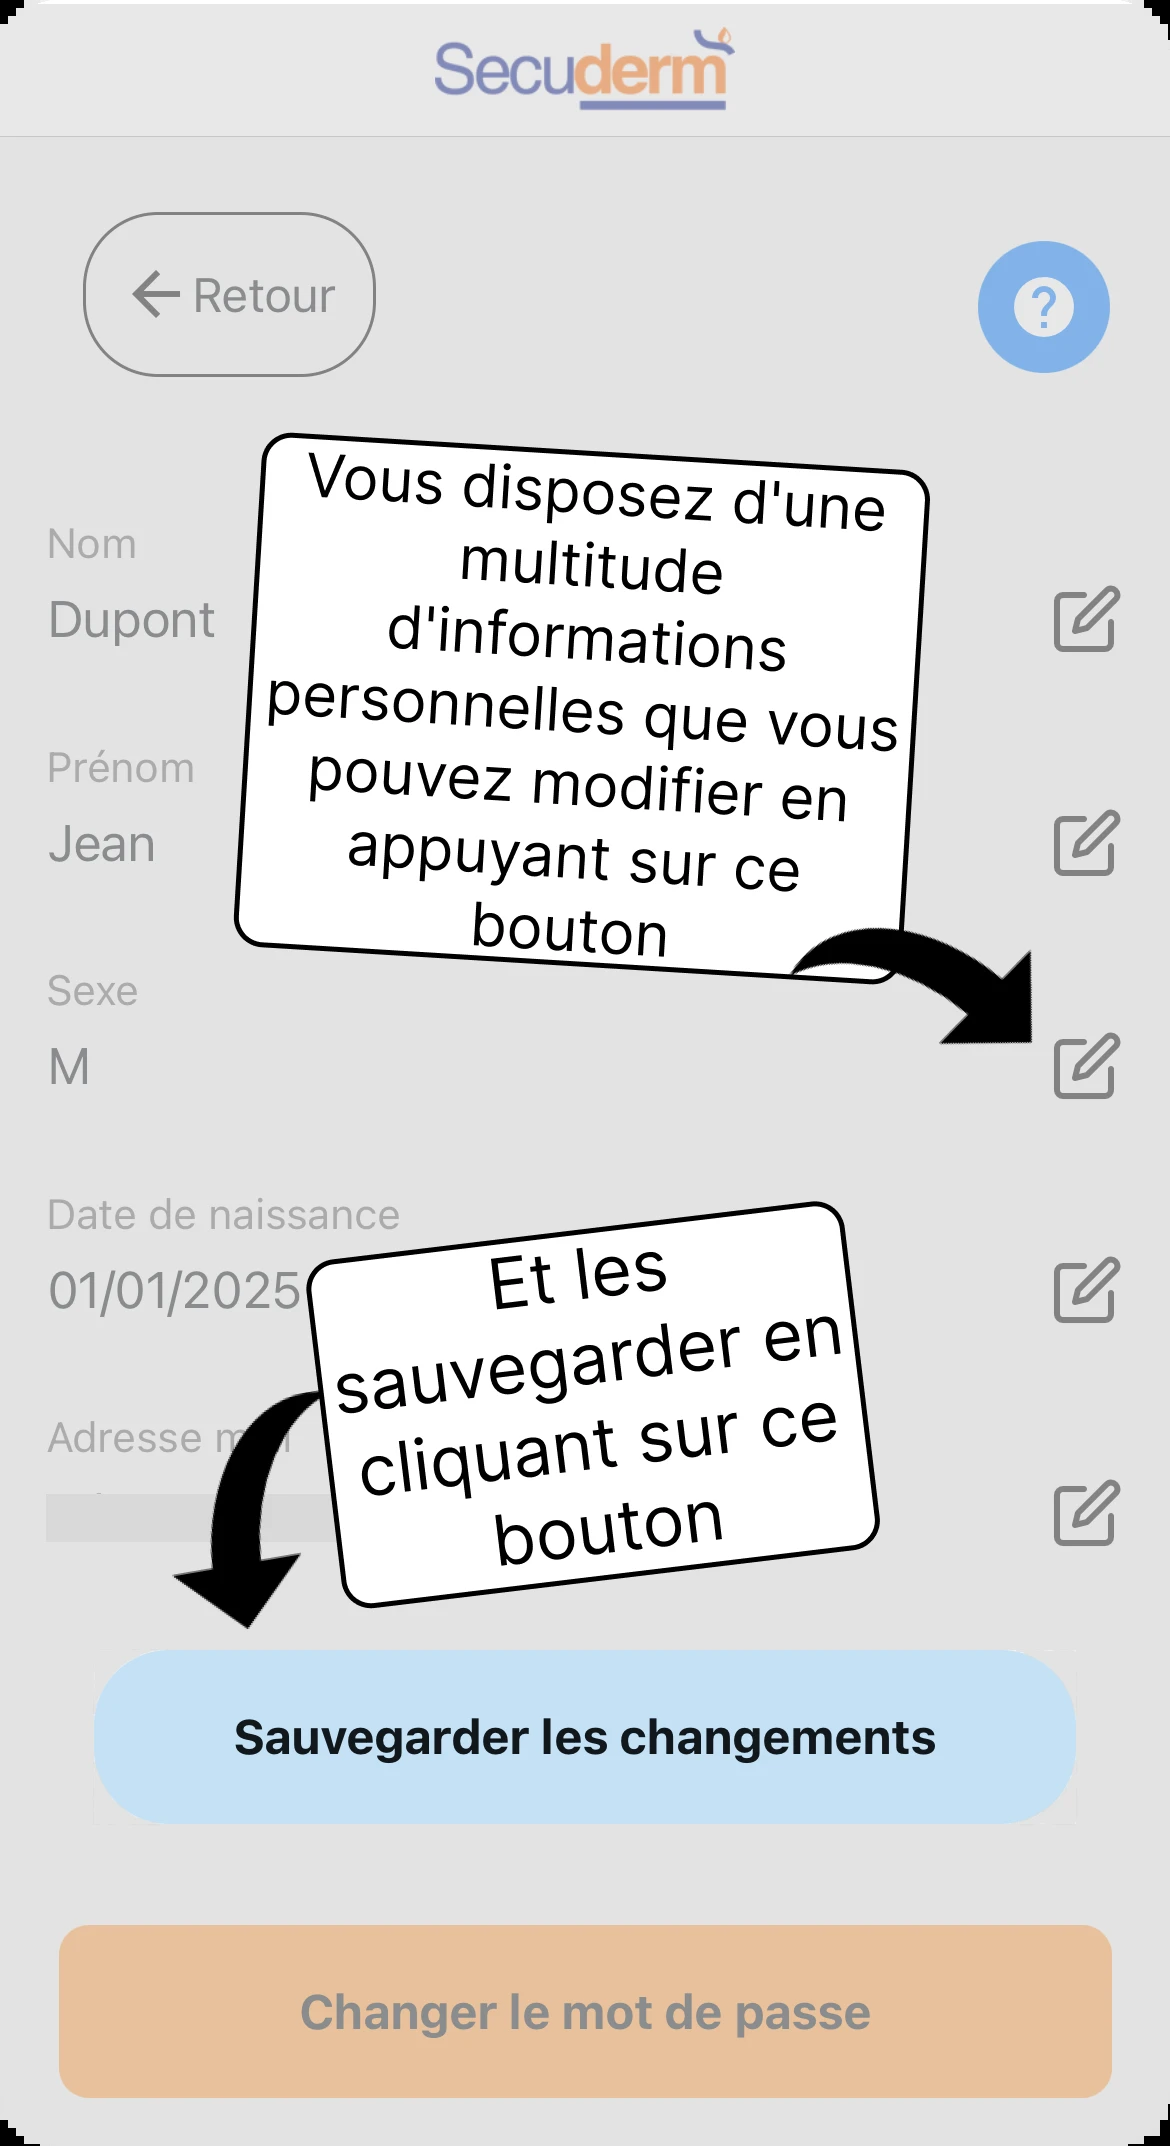 Secuderm
Retour
Vous disposez d'une
multitude
d'informations
personnelles que vous
pouvez modifier en
appuyant sur ce
bouton
Nom
Dupont
Prénom
Jean
Sexe
M
Date de naissance
01/01/2025
Et les
sauvegarder en
cliquant sur ce
bouton
Adresse
Sauvegarder les changements
Changer le mot de passe